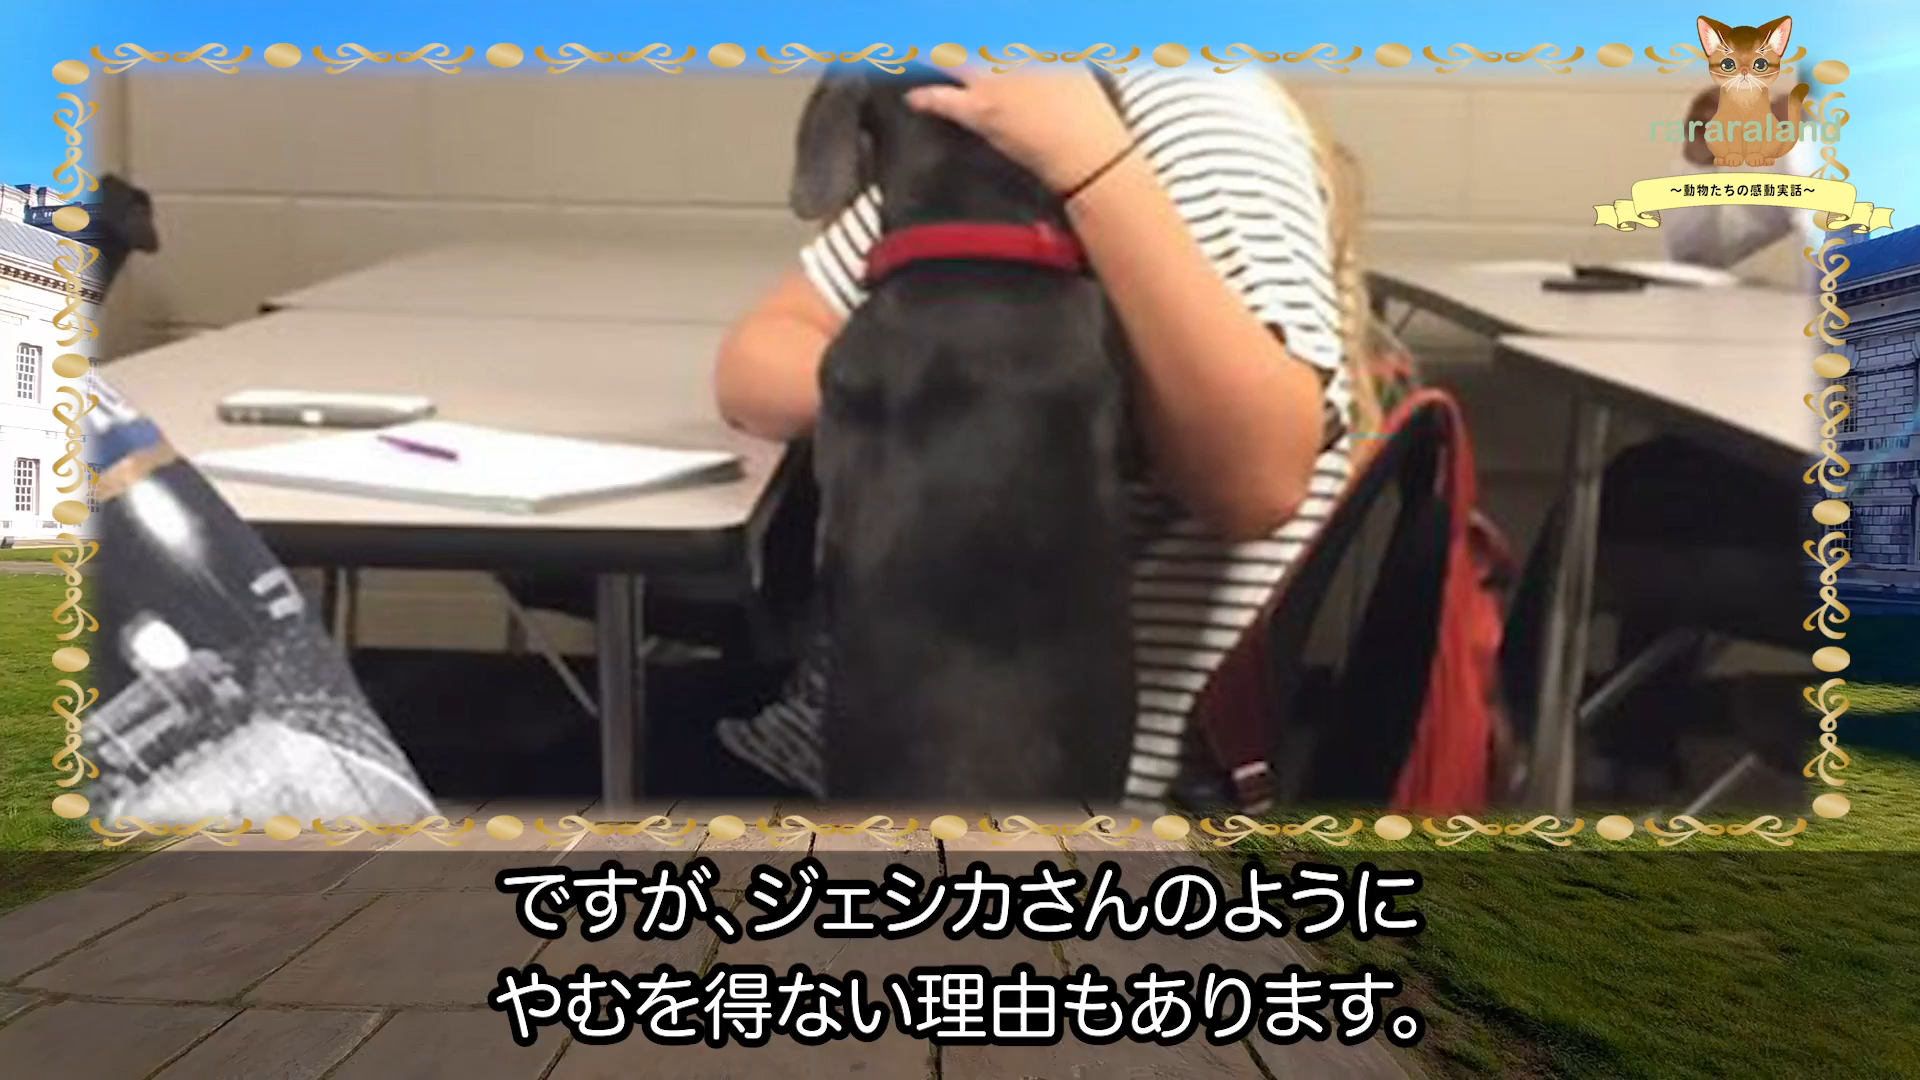 rararaland
～動物たちの感動実話～
ですが、ジェシカさんのように
やむを得ない理由もあります。